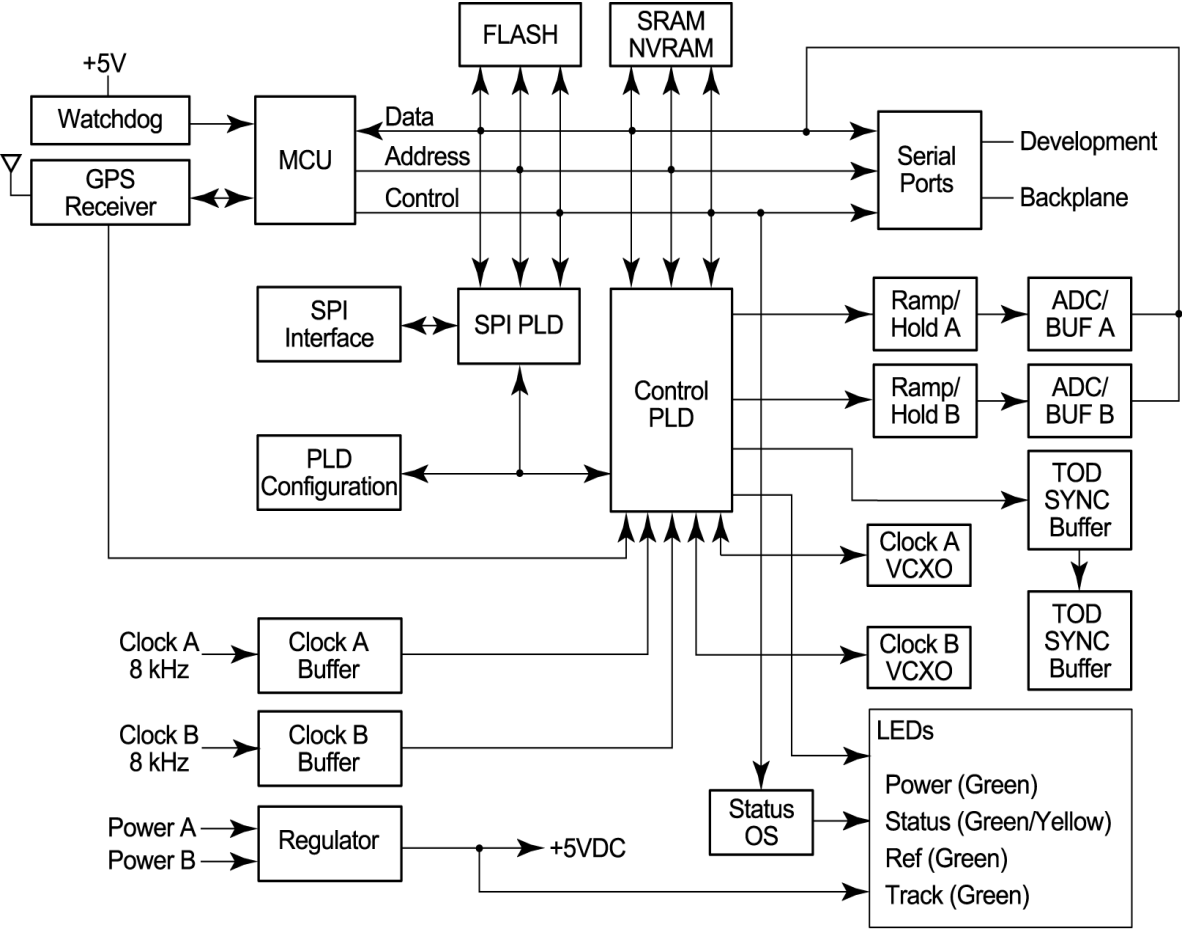 FLASH
SRAM
NVRAM
+5V
Watchdog
MCU
Data
Address
Control
GPS
Receiver
Serial
Ports
Development
Backplane
SPI
Interface
SPI PLD
Control
PLD
Ramp/
Hold A
ADC/
BUF A
Ramp/
Hold B
ADC/
BUF B
PLD
Configuration
TOD
SYNC
Buffer
Clock A
VCXO
TOD
SYNC
Buffer
Clock B
VCXO
Clock A
8 kHz
Clock A
Buffer
Clock B
8 kHz
Clock B
Buffer
Power A
Power B
Regulator
+5VDC
Status
OS
LEDs
Power (Green)
Status (Green/Yellow)
Ref (Green)
Track (Green)